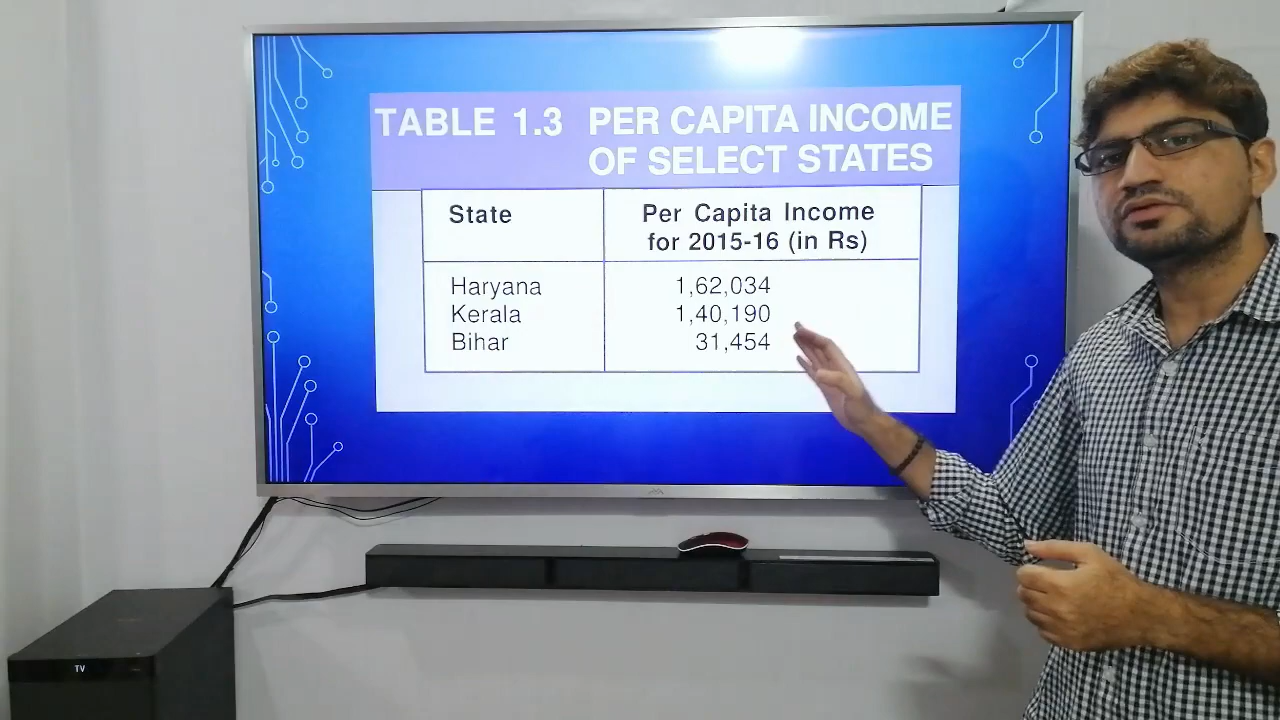 TABLE 1.3 PER CAPITA INCOME
OF SELECT STATES
State Per Capita Income
for 2015-16 (in Rs)
Haryana 1,62,034
Kerala 1,40,190
Bihar 31,454
TV